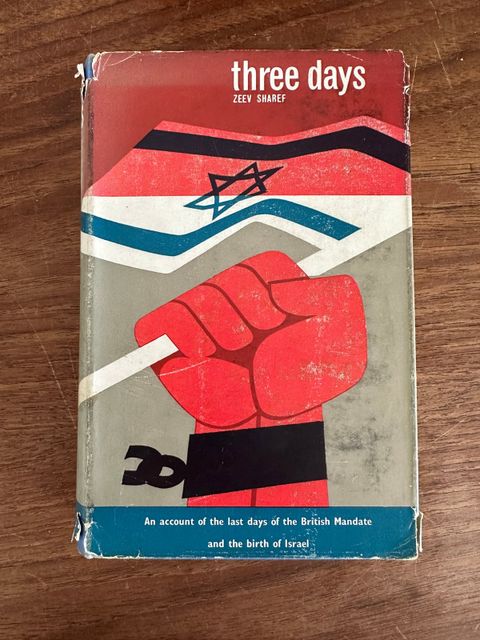 three days
ZEEV SHAREF
An account of the last days of the British Mandate
and the birth of Israel